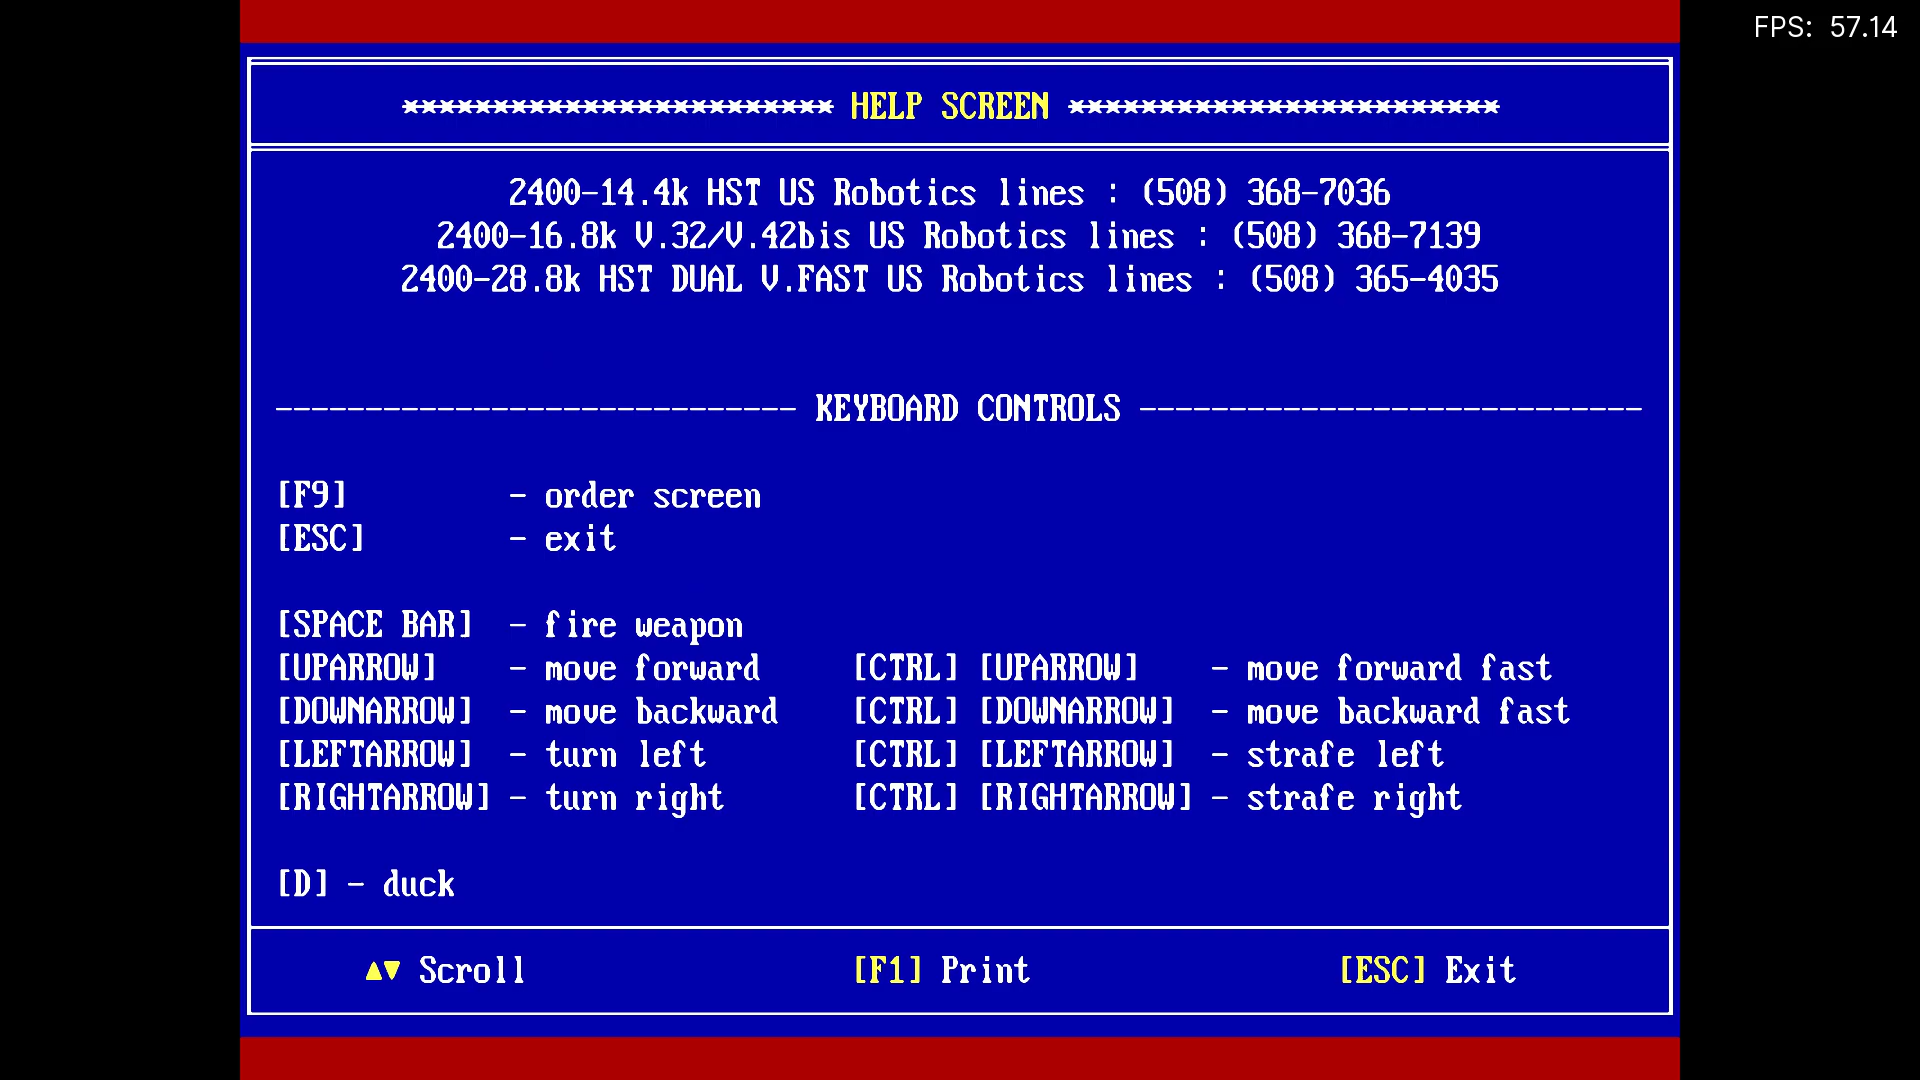 FPS: 57.14
************************ HELP SCREEN ************************
2400-14.4k HST US Robotics lines : (508) 368-7036
2400-16.8k V.32/V.42bis US Robotics lines : (508) 368-7139
2400-28.8k HST DUAL V.FAST US Robotics lines : (508) 365-4035
----------------------------- KEYBOARD CONTROLS ----------------------------
[F9] - order screen
[ESC] - exit
[SPACE BAR] - fire weapon
[UPARROW] - move forward [CTRL] [UPARROW] - move forward fast
[DOWNARROW] - move backward [CTRL] [DOWNARROW] - move backward fast
[LEFTARROW] - turn left [CTRL] [LEFTARROW] - strafe left
[RIGHTARROW] - turn right [CTRL] [RIGHTARROW] - strafe right
[D] - duck
▲▼ Scroll [F1] Print [ESC] Exit